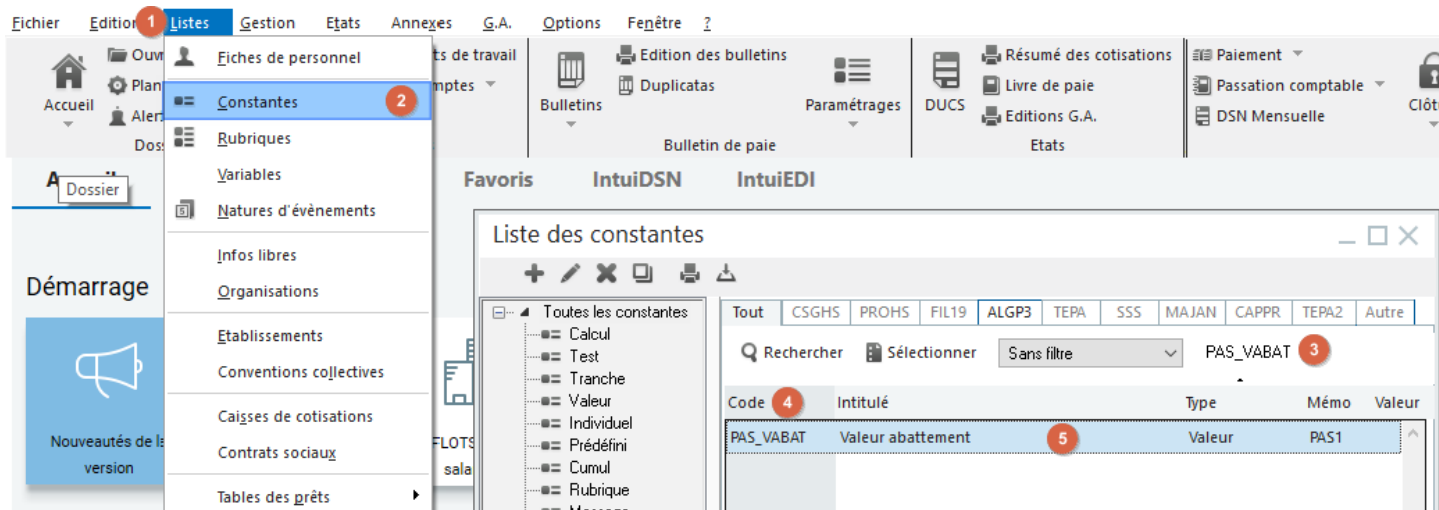 Fichier Edition 1 Listes Gestion Etats Annexes G.A. Options Fenêtre ?
Accueil
Ouv
Plan
Aler
Dos
Dossier
Fiches de personnel
Constantes 2
Rubriques
Variables
Natures d'évènements
Infos libres
Organisations
Etablissements
Conventions collectives
Caisses de cotisations
Contrats sociaux
Tables des prêts
ts de travail
mptes
Bulletins
Edition des bulletins
Duplicatas
Paramétrages
Bulletin de paie
DUCS
Résumé des cotisations
Livre de paie
Editions G.A.
Etats
Paiement
Passation comptable
DSN Mensuelle
Clôt
Favoris IntuiDSN IntuiEDI
Démarrage
Nouveautés de la
version
FLOTS
sala
Liste des constantes
Toutes les constantes
Calcul
Test
Tranche
Valeur
Individuel
Prédéfini
Cumul
Rubrique
Message
Tout CSGHS PROHS FIL19 ALGP3 TEPA SSS MAJAN CAPPR TEPA2 Autre
Rechercher Sélectionner Sans filtre PAS_VABAT 3
Code 4 Intitulé Type Mémo Valeur
PAS_VABAT Valeur abattement 5 Valeur PAS1